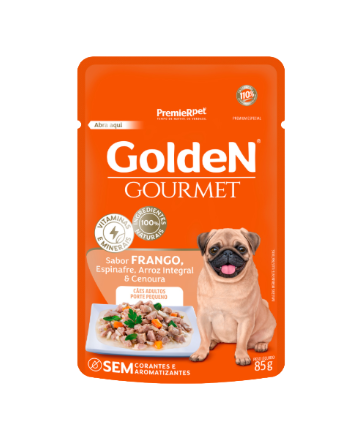 PremieRpet
Abra aqui
110%
GoldeN
GOURMET
VITAMINAS
E MINERAIS
INGREDIENTES
100%
NATURAIS
Sabor FRANGO,
Espinafre, Arroz Integral
& Cenoura
CÃES ADULTOS
PORTE PEQUENO
SEM CORANTES E
AROMATIZANTES
85g